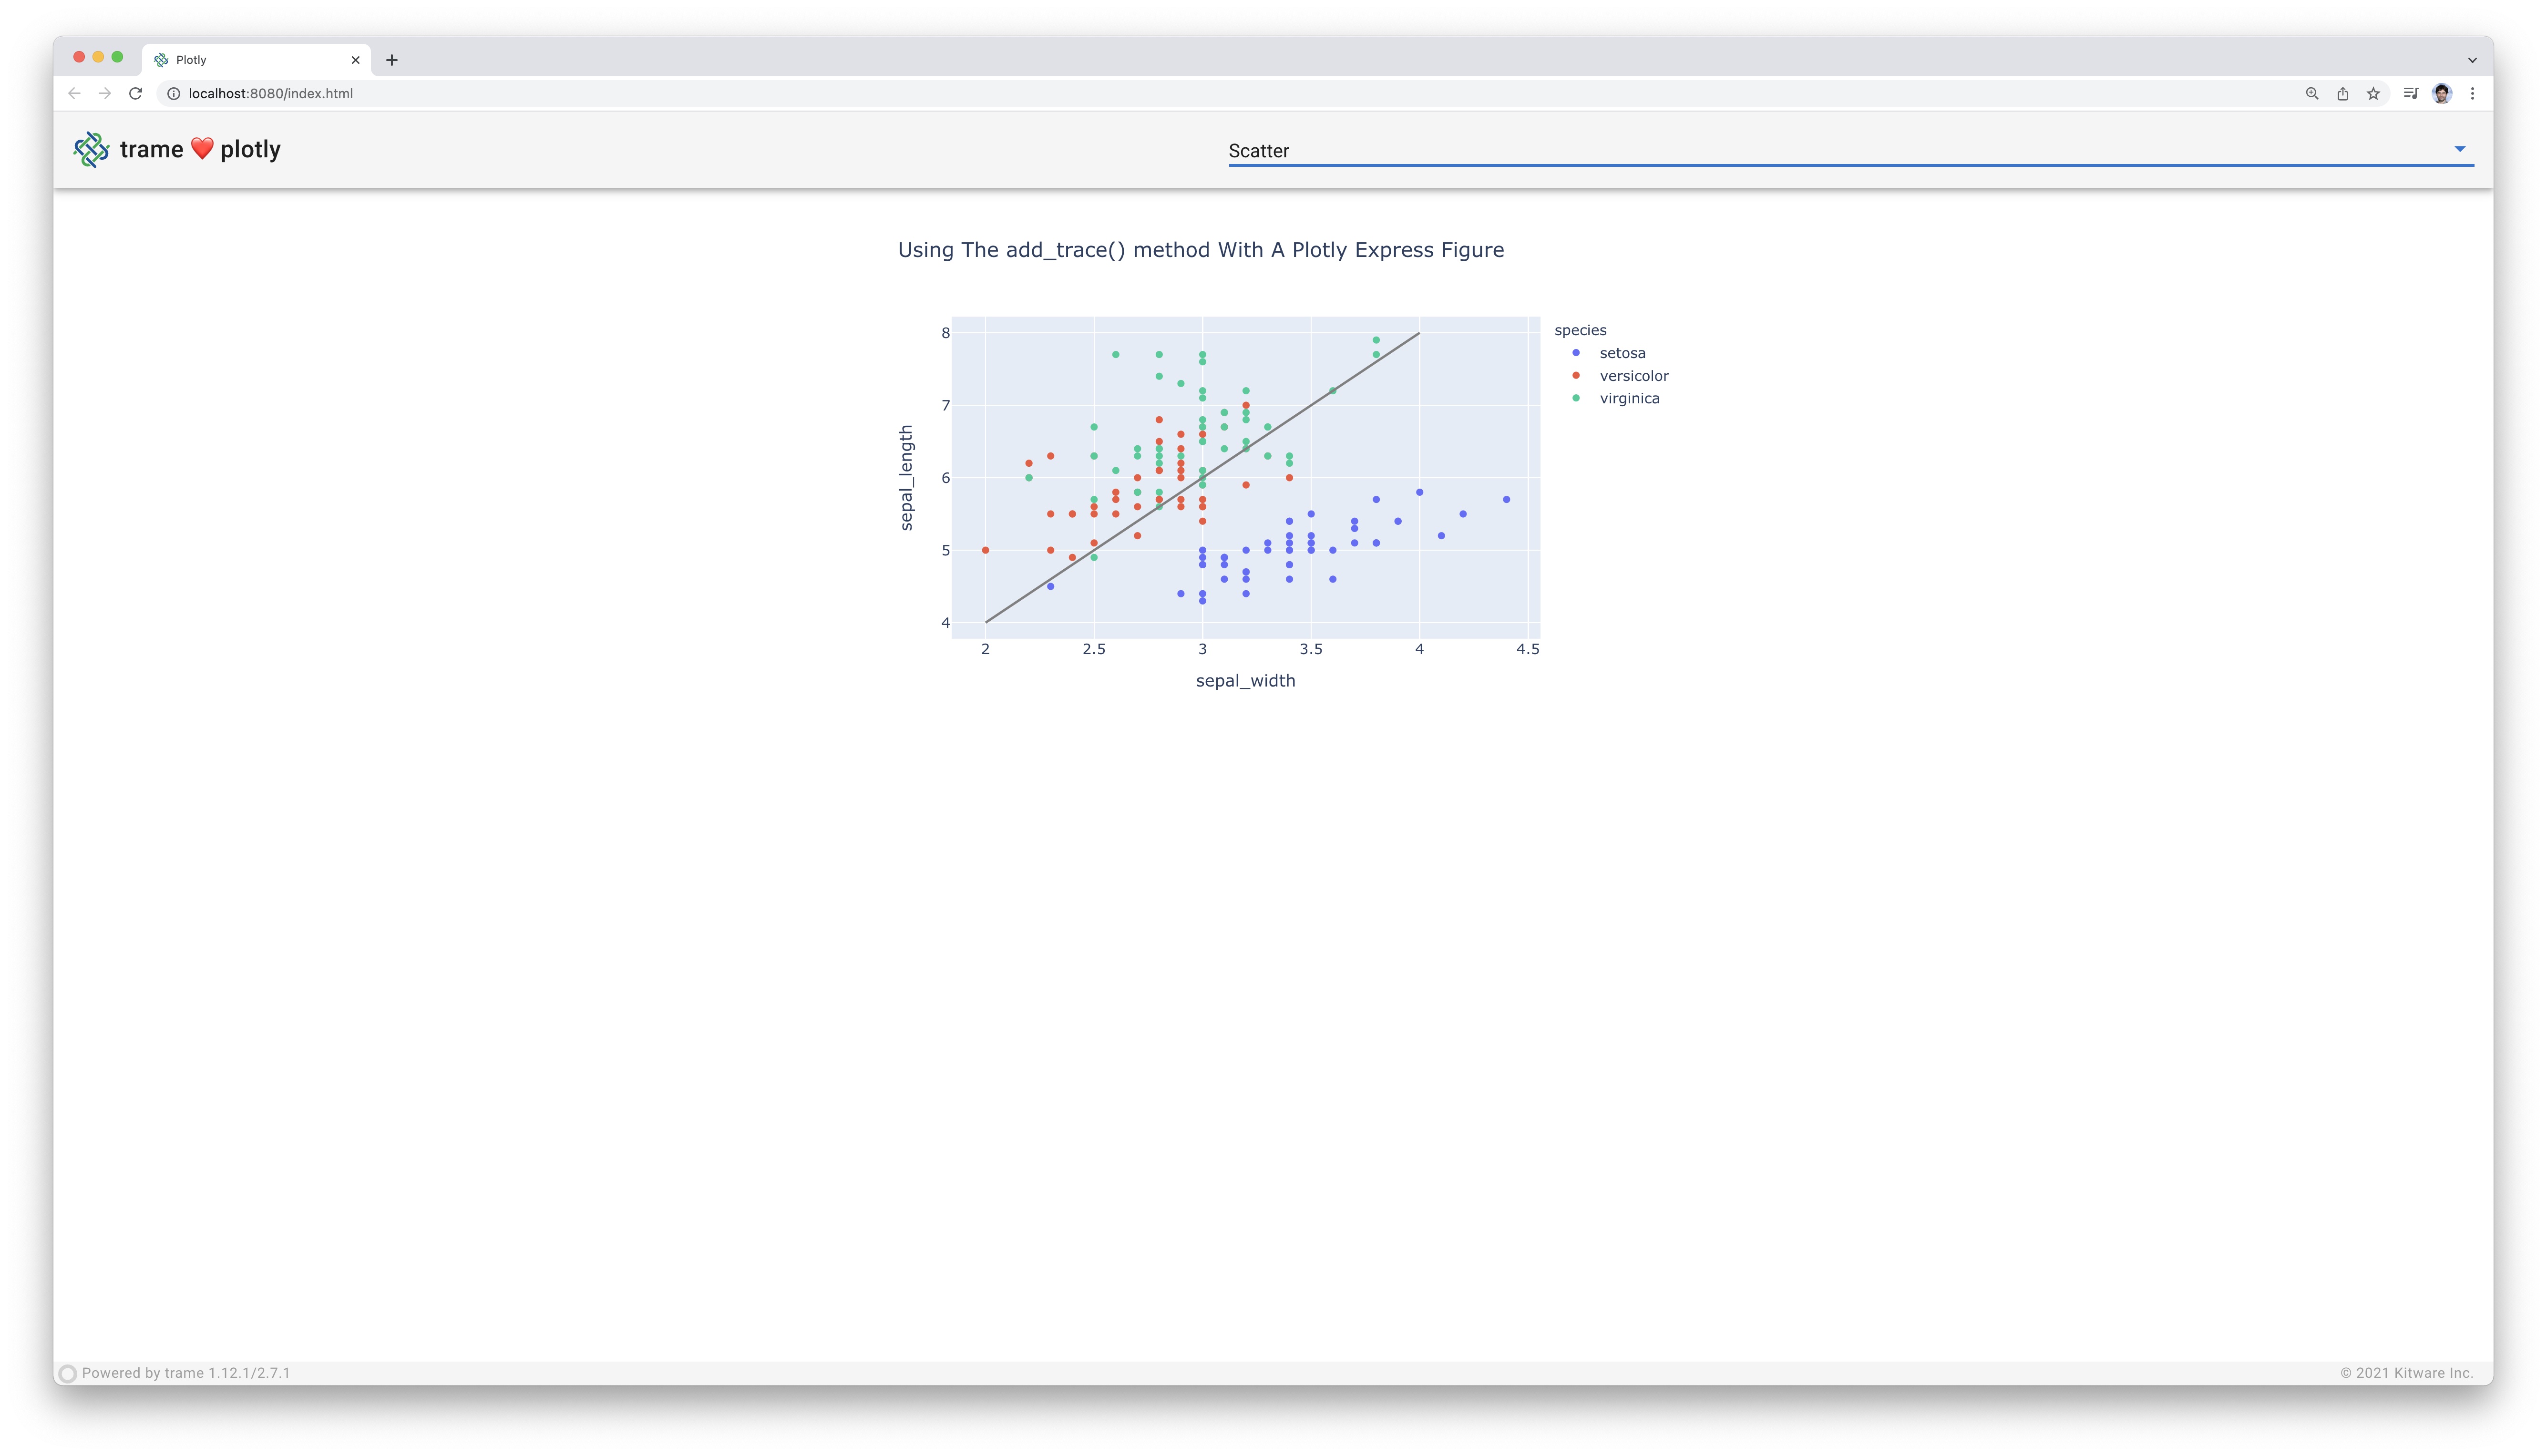 Plotly
localhost:8080/index.html
trame ❤️ plotly
Scatter
Using The add_trace() method With A Plotly Express Figure
species
setosa
versicolor
virginica
sepal_length
8
7
6
5
4
2 2.5 3 3.5 4 4.5
sepal_width
Powered by trame 1.12.1/2.7.1
© 2021 Kitware Inc.